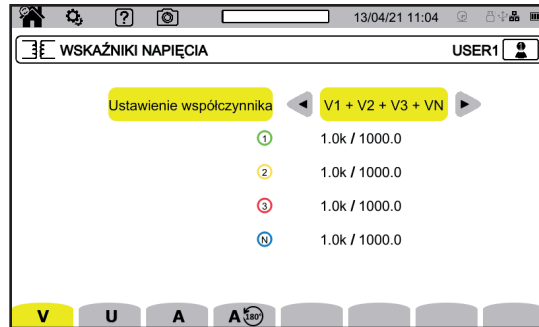 ? 13/04/21 11:04
WSKAŹNIKI NAPIĘCIA USER1
Ustawienie współczynnika V1 + V2 + V3 + VN
1 1.0k / 1000.0
2 1.0k / 1000.0
3 1.0k / 1000.0
N 1.0k / 1000.0
V U A A 180°